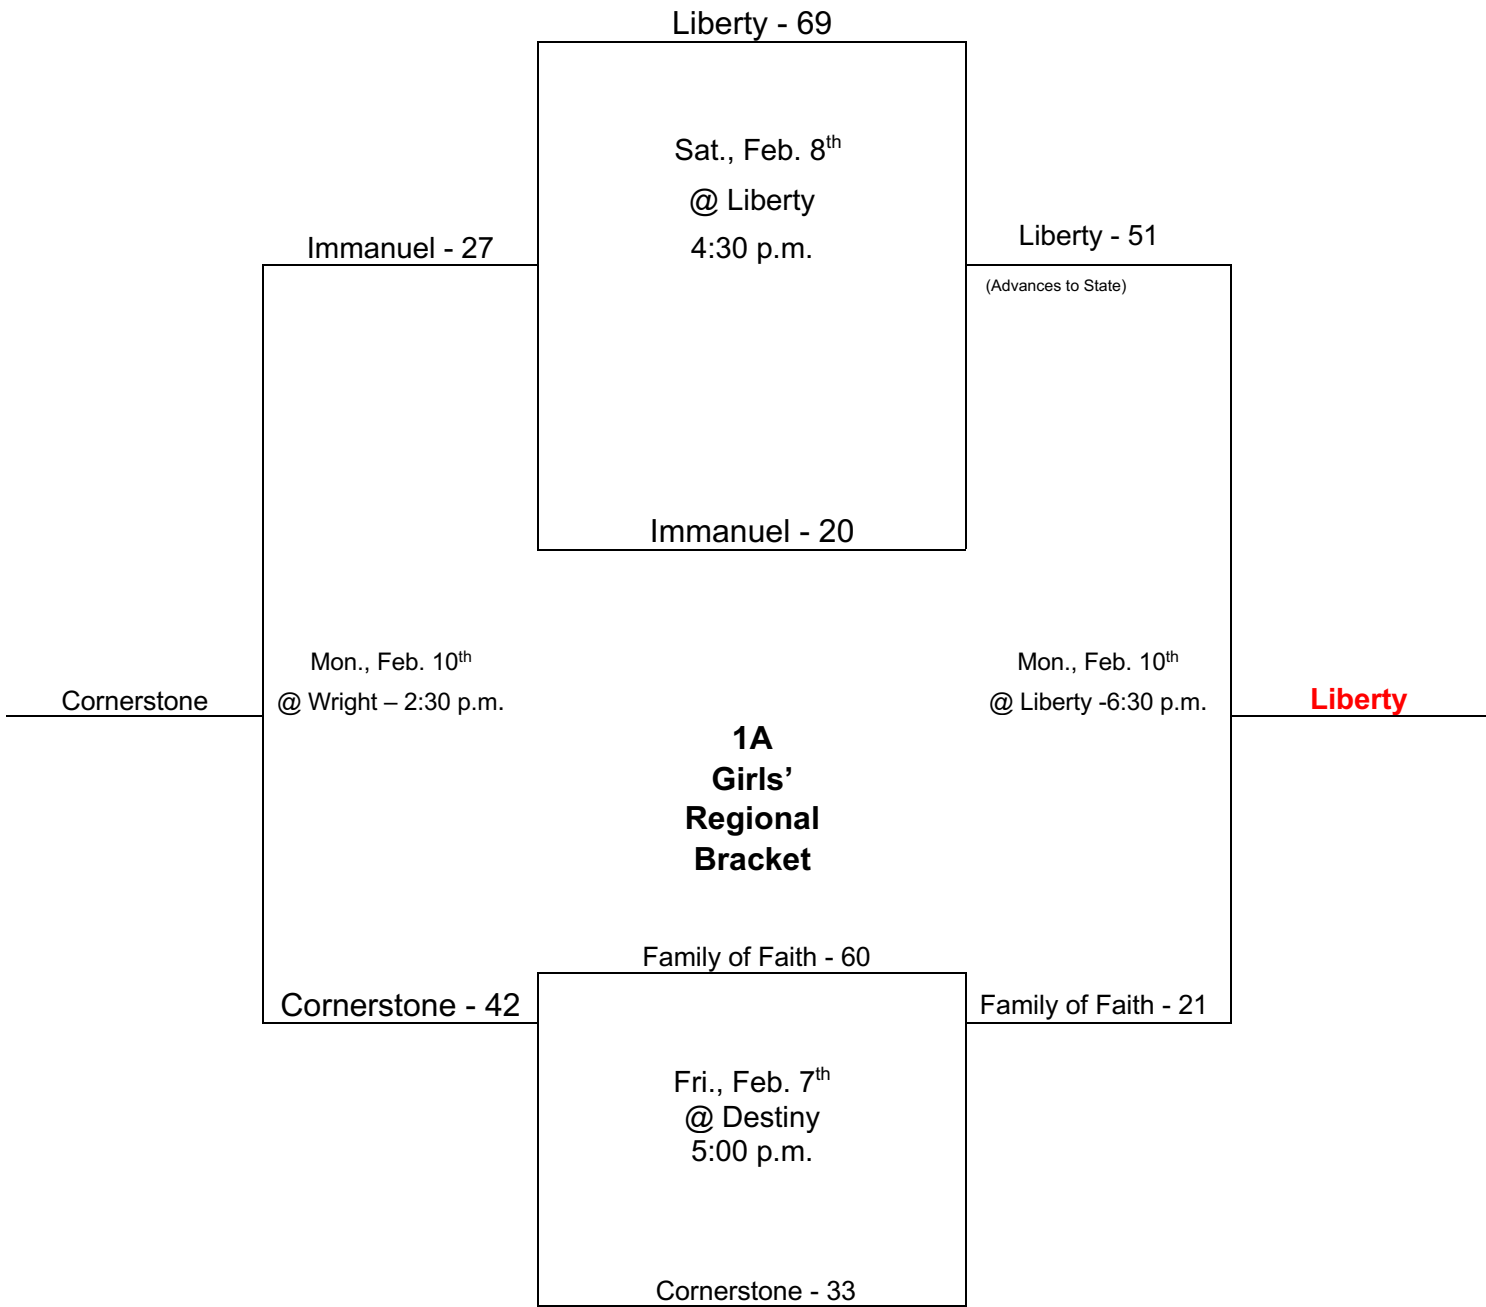 Liberty - 69
Sat., Feb. 8th
@ Liberty
4:30 p.m.
Immanuel - 27
Liberty - 51
(Advances to State)
Immanuel - 20
Mon., Feb. 10th
@ Wright – 2:30 p.m.
Cornerstone
Mon., Feb. 10th
@ Liberty -6:30 p.m.
Liberty
1A
Girls’
Regional
Bracket
Family of Faith - 60
Cornerstone - 42
Family of Faith - 21
Fri., Feb. 7th
@ Destiny
5:00 p.m.
Cornerstone - 33